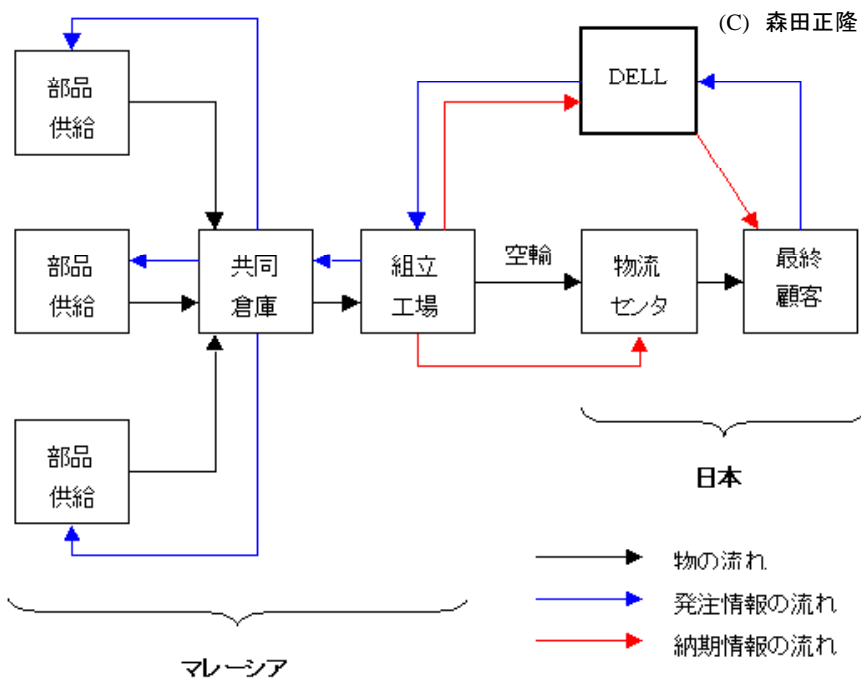 (C) 森田正隆
部品
供給
DELL
部品
供給
共同
倉庫
組立
工場
空輸
物流
センタ
最終
顧客
部品
供給
日本
物の流れ
発注情報の流れ
納期情報の流れ
マレーシア